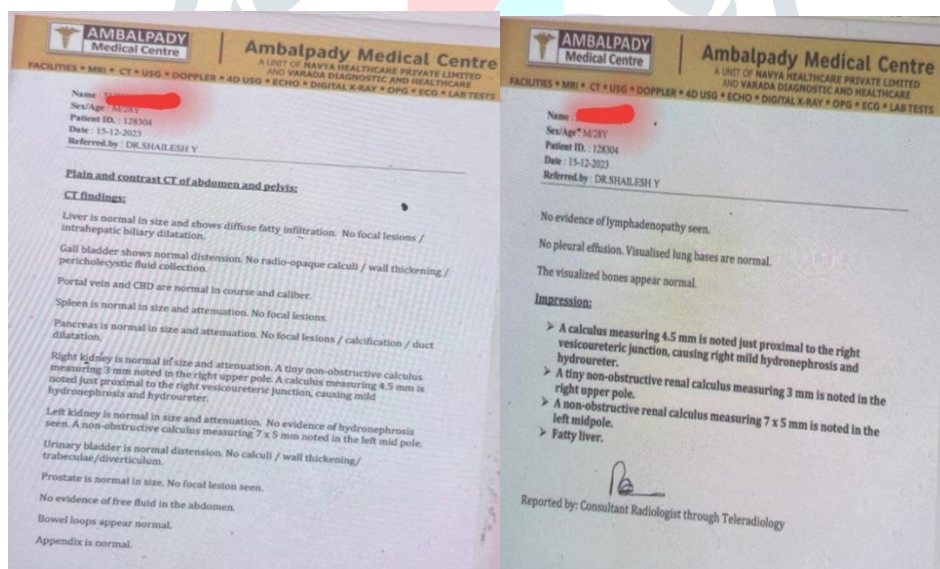 AMBALPADY
Medical Centre
Ambalpady Medical Centre
A UNIT OF NAVYA HEALTHCARE PRIVATE LIMITED
AND VARADA DIAGNOSTIC AND HEALTHCARE
FACILITIES • MRI • CT • USG • DOPPLER • 4D USG • ECHO • DIGITAL X-RAY • OPG • ECG • LAB TESTS
Name :
Sex/Age : M/28Y
Patient ID. : 128304
Date : 15-12-2023
Referred.by : DR.SHAILESH Y
Plain and contrast CT of abdomen and pelvis:
CT findings:
Liver is normal in size and shows diffuse fatty infiltration. No focal lesions /
intrahepatic biliary dilatation.
Gall bladder shows normal distension. No radio-opaque calculi / wall thickening /
pericholecystic fluid collection.
Portal vein and CBD are normal in course and caliber.
Spleen is normal in size and attenuation. No focal lesions.
Pancreas is normal in size and attenuation. No focal lesions / calcification / duct
dilatation.
Right kidney is normal in size and attenuation. A tiny non-obstructive calculus
measuring 3 mm noted in the right upper pole. A calculus measuring 4.5 mm is
noted just proximal to the right vesicoureteric junction, causing mild
hydronephrosis and hydroureter.
Left kidney is normal in size and attenuation. No evidence of hydronephrosis
seen. A non-obstructive calculus measuring 7 x 5 mm noted in the left mid pole.
Urinary bladder is normal distension. No calculi / wall thickening/
trabeculae/diverticulum.
Prostate is normal in size. No focal lesion seen.
No evidence of free fluid in the abdomen.
Bowel loops appear normal.
Appendix is normal.
AMBALPADY
Medical Centre
Ambalpady Medical Centre
A UNIT OF NAVYA HEALTHCARE PRIVATE LIMITED
AND VARADA DIAGNOSTIC AND HEALTHCARE
FACILITIES • MRI • CT • USG • DOPPLER • 4D USG • ECHO • DIGITAL X-RAY • OPG • ECG • LAB TESTS
Name :
Sex/Age : M/28Y
Patient ID. : 128304
Date : 15-12-2023
Referred.by : DR.SHAILESH Y
No evidence of lymphadenopathy seen.
No pleural effusion. Visualised lung bases are normal.
The visualized bones appear normal.
Impression:
➢ A calculus measuring 4.5 mm is noted just proximal to the right
vesicoureteric junction, causing right mild hydronephrosis and
hydroureter.
➢ A tiny non-obstructive renal calculus measuring 3 mm is noted in the
right upper pole.
➢ A non-obstructive renal calculus measuring 7 x 5 mm is noted in the
left midpole.
➢ Fatty liver.
Reported by: Consultant Radiologist through Teleradiology